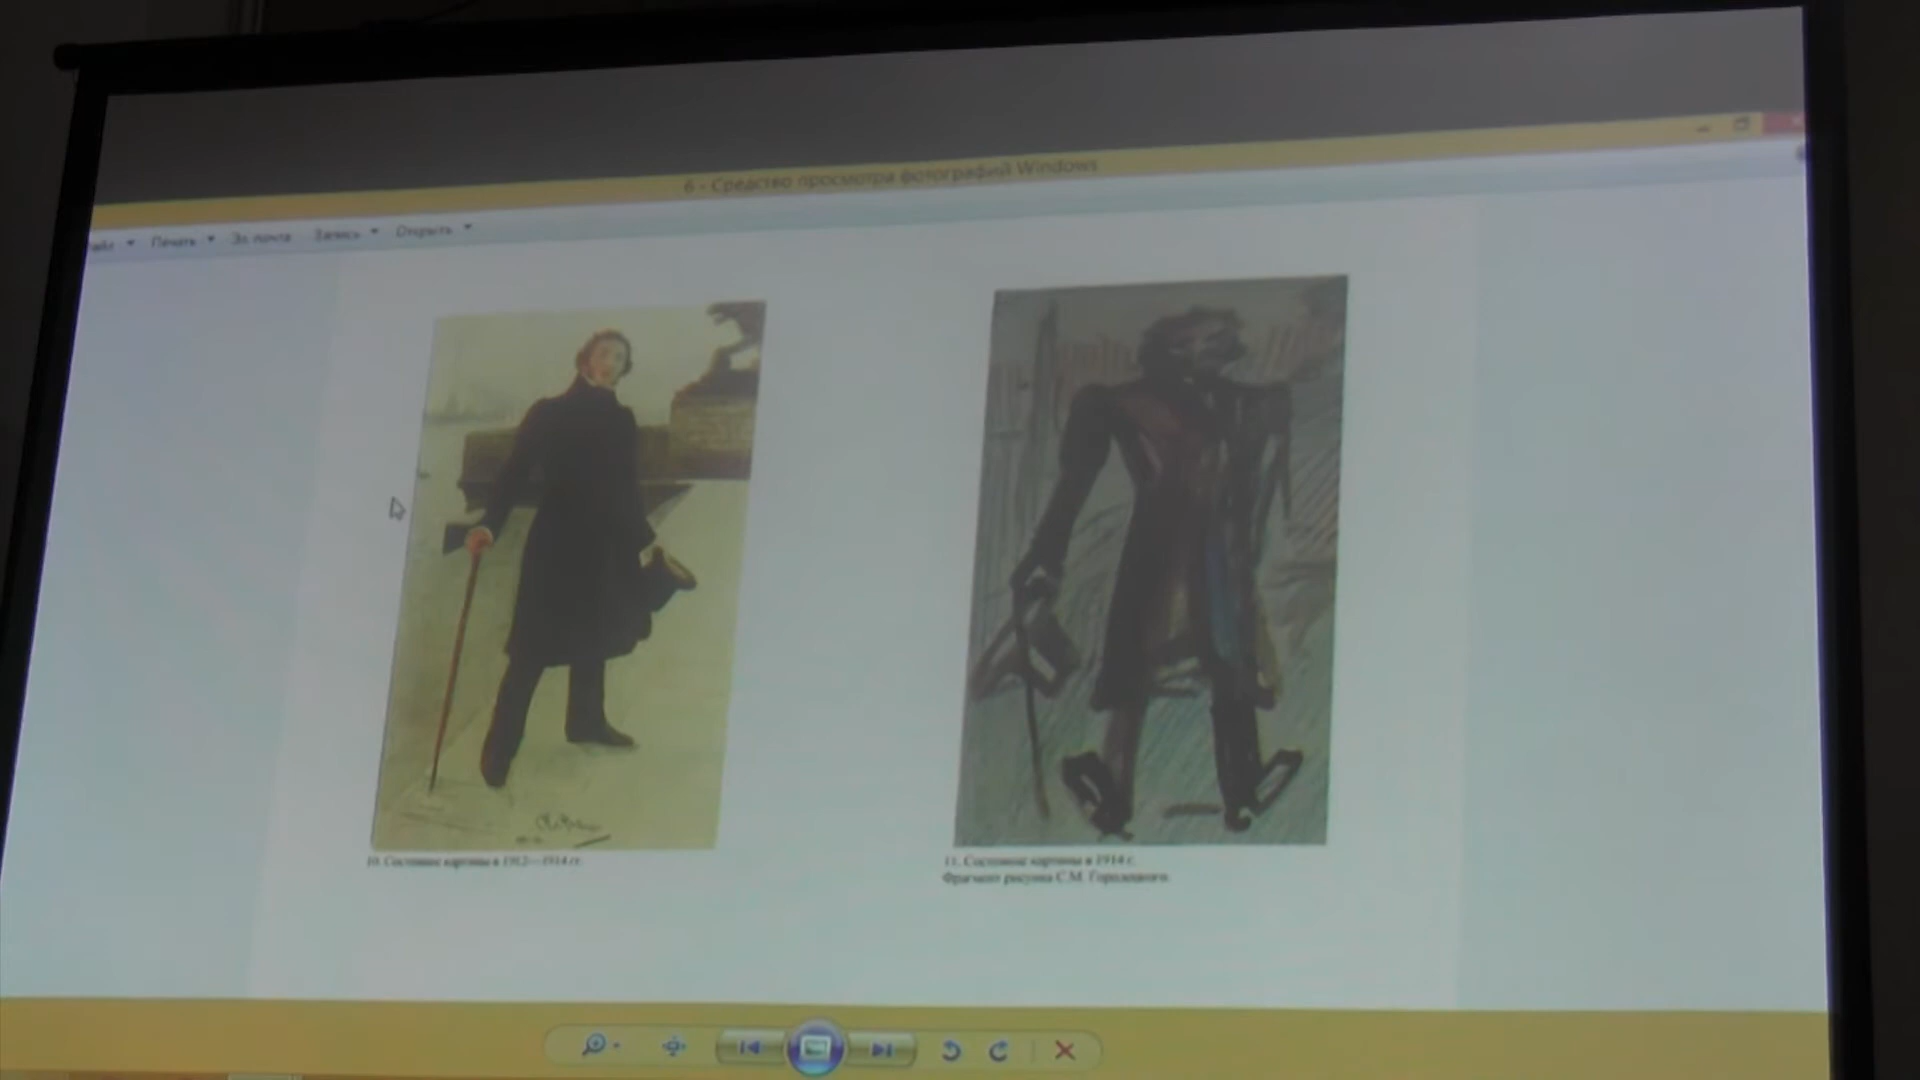 6 - Средство просмотра фотографий Windows
Печать Эл. почта Запись Открыть
10. Состояние картины в 1912—1914 гг.
11. Состояние картины в 1914 г.
Фрагмент рисунка С.М. Городецкого.